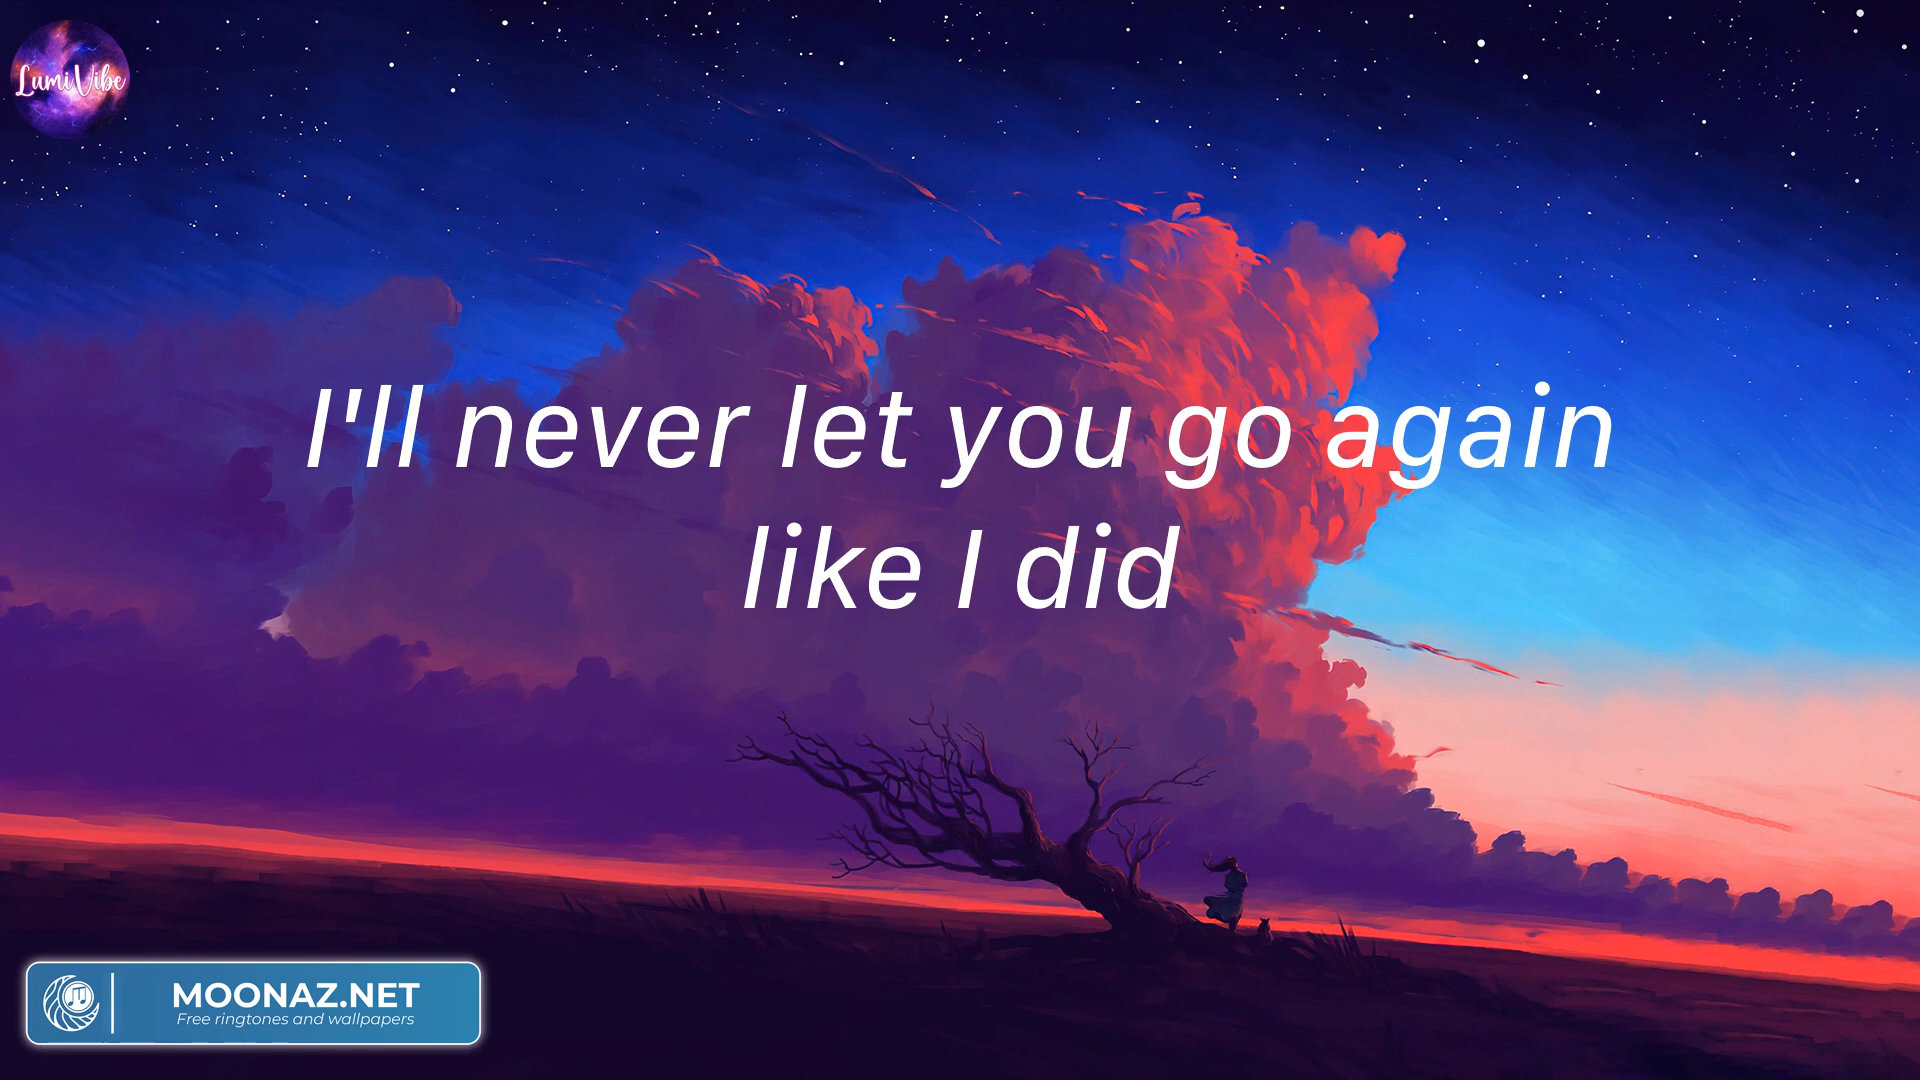 LumiVibe
I'll never let you go again
like I did
MOONAZ.NET
Free ringtones and wallpapers